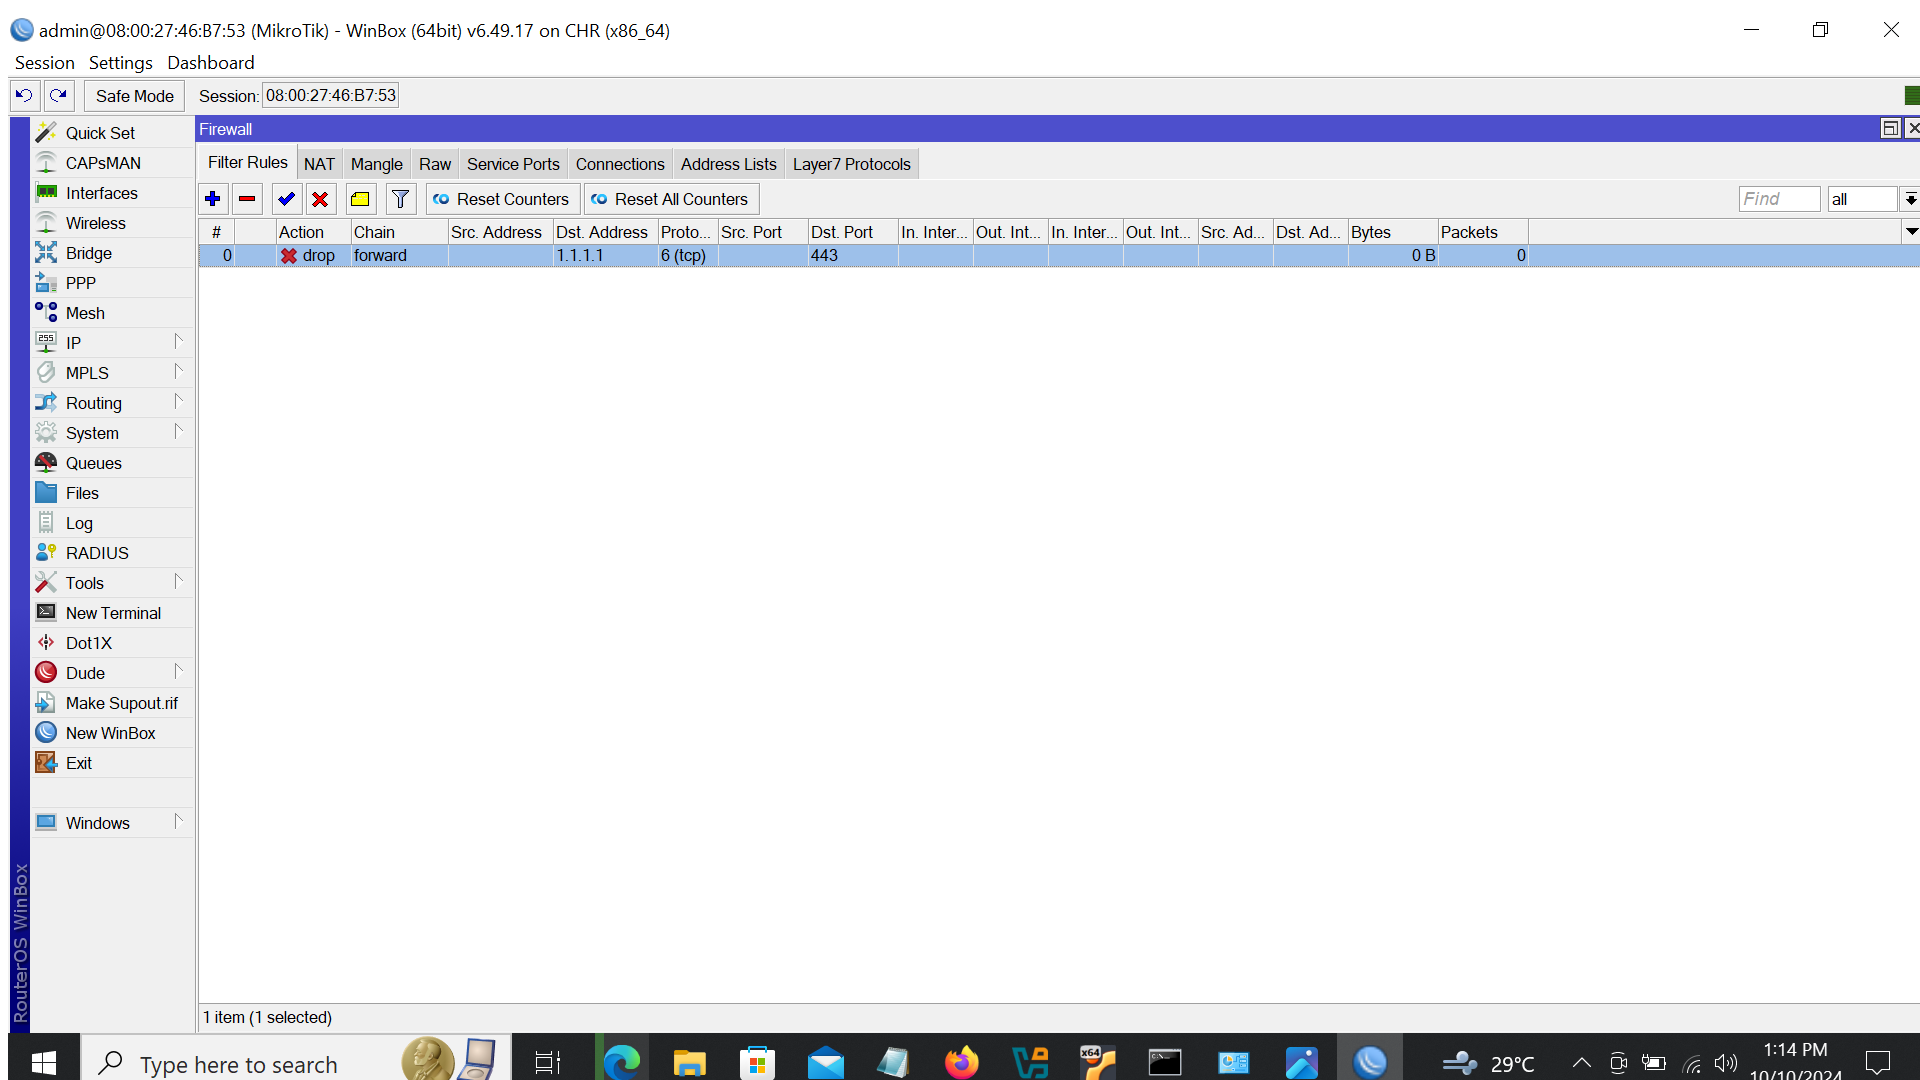 admin@08:00:27:46:B7:53 (MikroTik) - WinBox (64bit) v6.49.17 on CHR (x86_64)
Session Settings Dashboard
Safe Mode Session: 08:00:27:46:B7:53
Firewall
Filter Rules NAT Mangle Raw Service Ports Connections Address Lists Layer7 Protocols
Reset Counters Reset All Counters Find all
# Action Chain Src. Address Dst. Address Proto... Src. Port Dst. Port In. Inter... Out. Int... In. Inter... Out. Int... Src. Ad... Dst. Ad... Bytes Packets
0 drop forward 1.1.1.1 6 (tcp) 443 0 B 0
Quick Set
CAPsMAN
Interfaces
Wireless
Bridge
PPP
Mesh
255
IP
MPLS
Routing
System
Queues
Files
Log
RADIUS
Tools
New Terminal
Dot1X
Dude
Make Supout.rif
New WinBox
Exit
Windows
RouterOS WinBox
1 item (1 selected)
Type here to search
x64
29°C
1:14 PM
10/10/2024